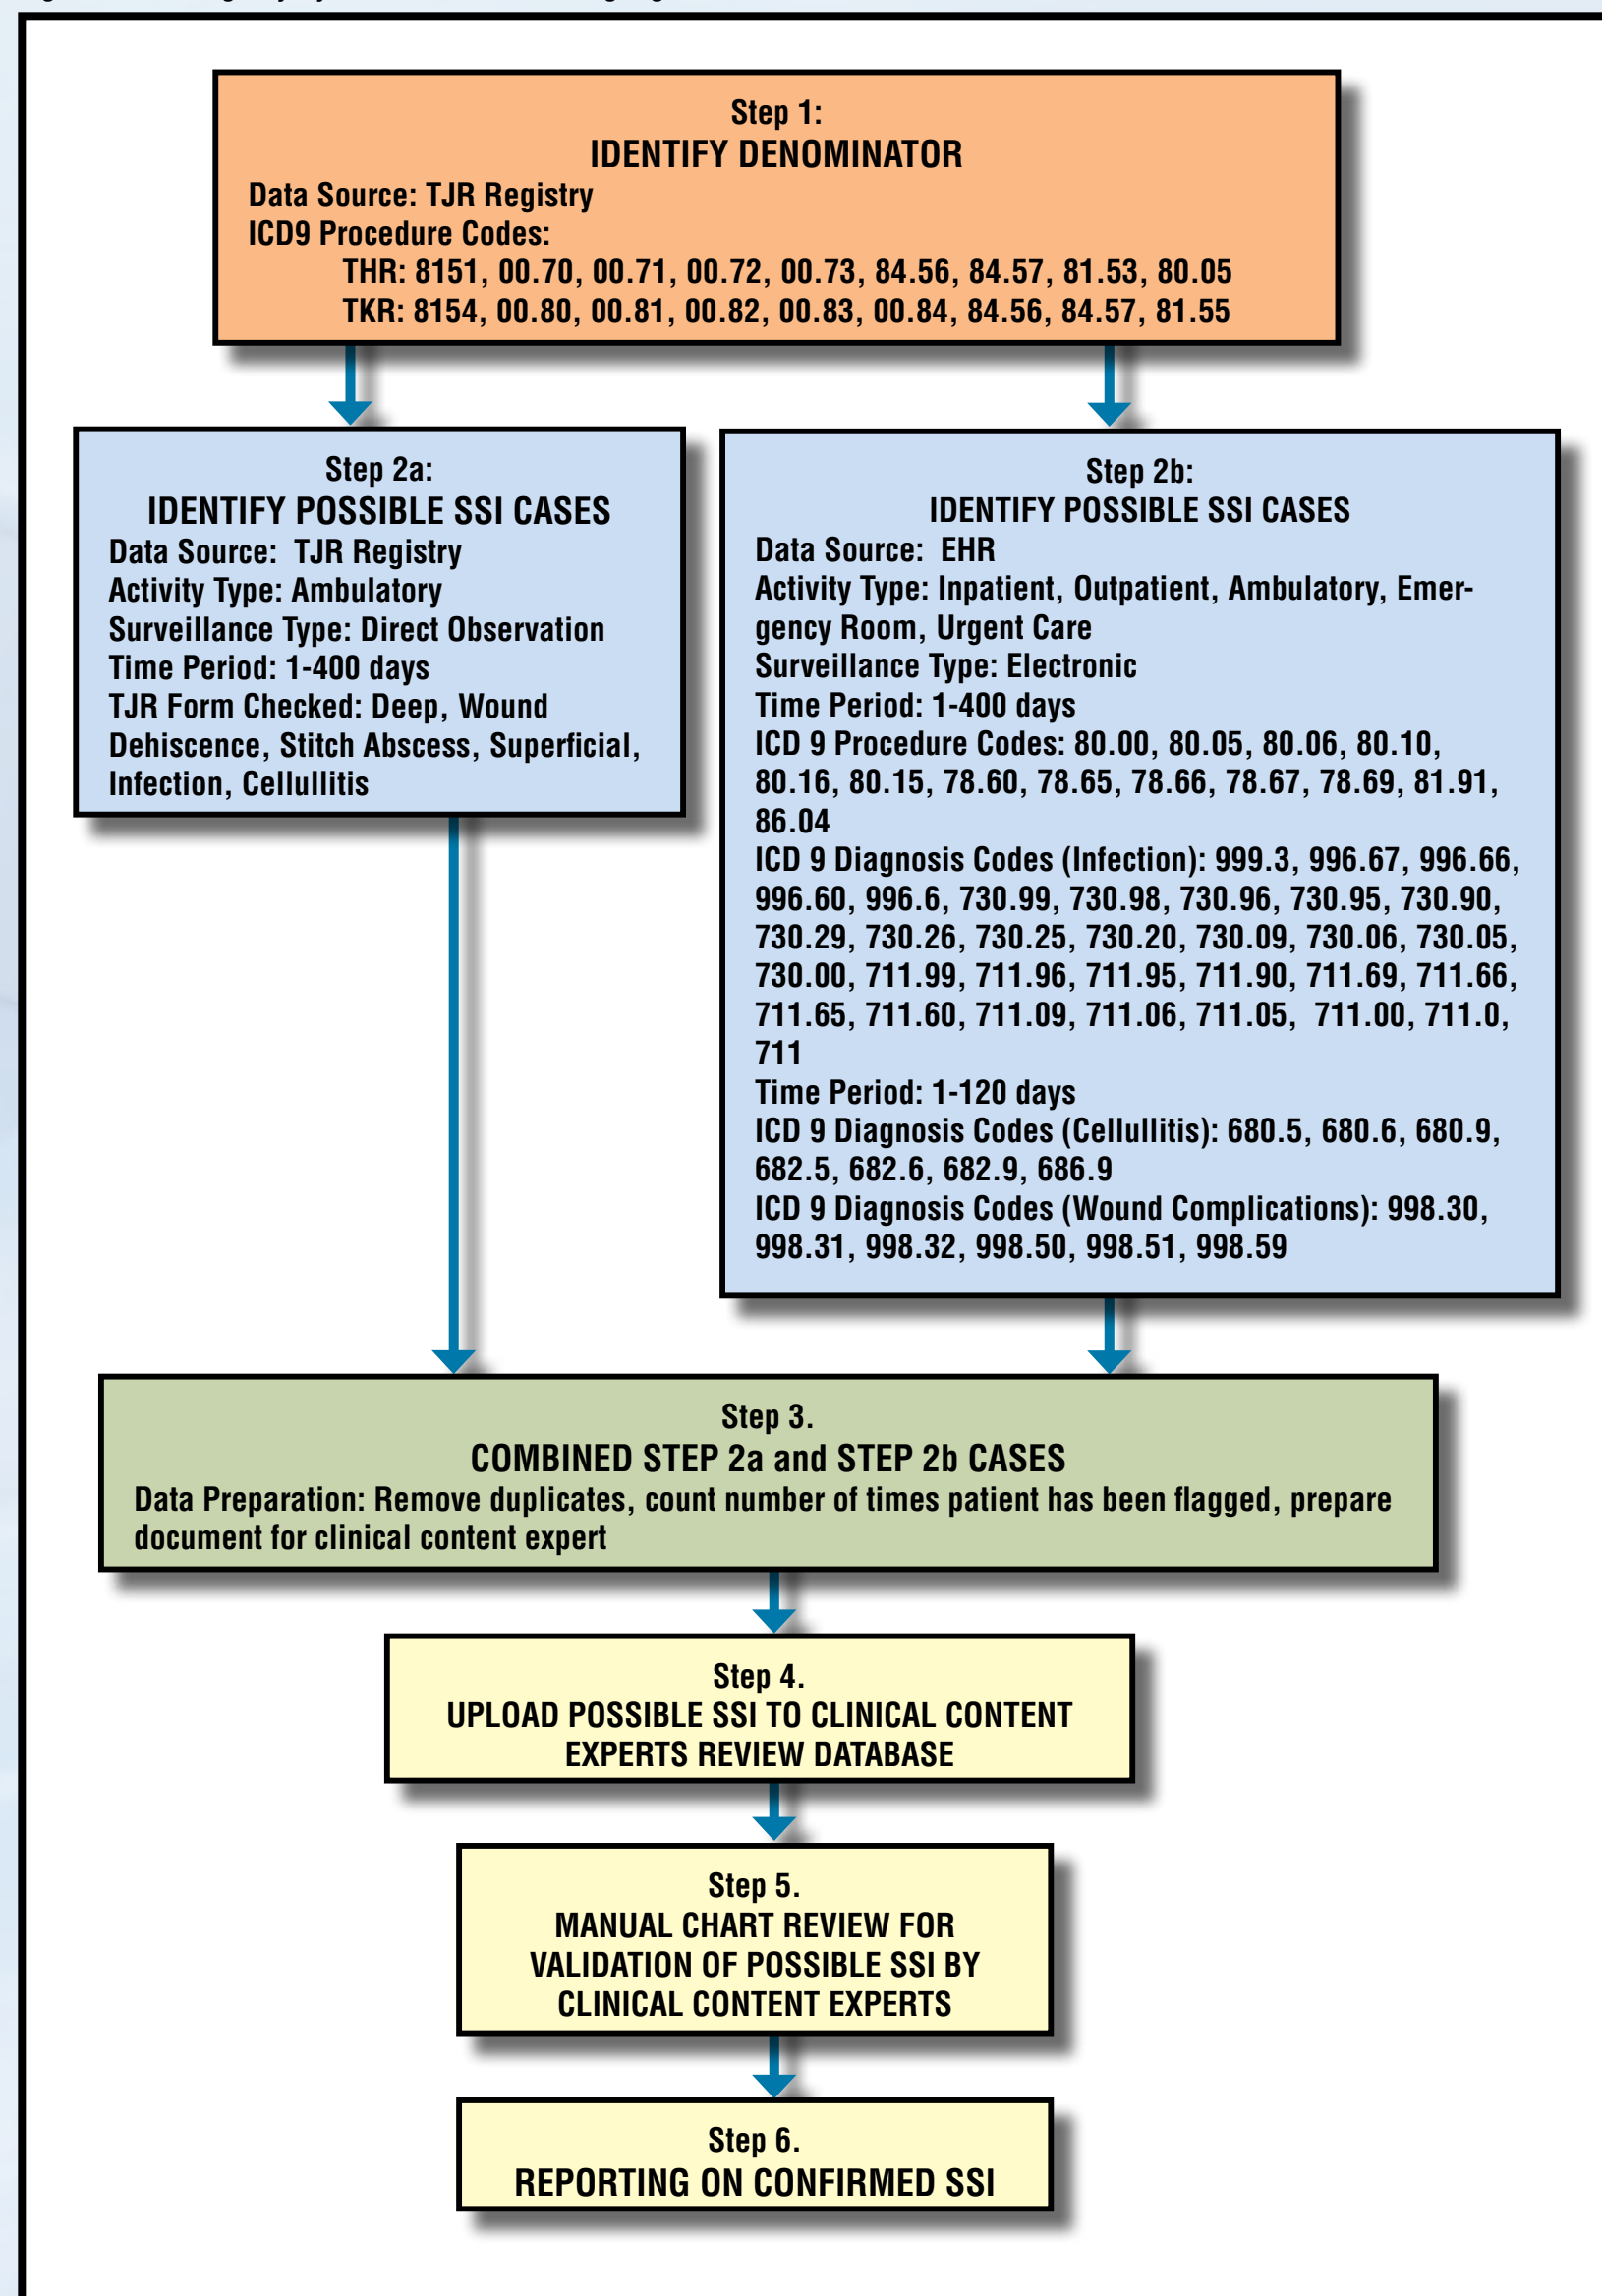 Step 1:
IDENTIFY DENOMINATOR
Data Source: TJR Registry
ICD9 Procedure Codes:
THR: 8151, 00.70, 00.71, 00.72, 00.73, 84.56, 84.57, 81.53, 80.05
TKR: 8154, 00.80, 00.81, 00.82, 00.83, 00.84, 84.56, 84.57, 81.55
Step 2a:
IDENTIFY POSSIBLE SSI CASES
Data Source: TJR Registry
Activity Type: Ambulatory
Surveillance Type: Direct Observation
Time Period: 1-400 days
TJR Form Checked: Deep, Wound
Dehiscence, Stitch Abscess, Superficial,
Infection, Cellullitis
Step 2b:
IDENTIFY POSSIBLE SSI CASES
Data Source: EHR
Activity Type: Inpatient, Outpatient, Ambulatory, Emer-
gency Room, Urgent Care
Surveillance Type: Electronic
Time Period: 1-400 days
ICD 9 Procedure Codes: 80.00, 80.05, 80.06, 80.10,
80.16, 80.15, 78.60, 78.65, 78.66, 78.67, 78.69, 81.91,
86.04
ICD 9 Diagnosis Codes (Infection): 999.3, 996.67, 996.66,
996.60, 996.6, 730.99, 730.98, 730.96, 730.95, 730.90,
730.29, 730.26, 730.25, 730.20, 730.09, 730.06, 730.05,
730.00, 711.99, 711.96, 711.95, 711.90, 711.69, 711.66,
711.65, 711.60, 711.09, 711.06, 711.05, 711.00, 711.0,
711
Time Period: 1-120 days
ICD 9 Diagnosis Codes (Cellullitis): 680.5, 680.6, 680.9,
682.5, 682.6, 682.9, 686.9
ICD 9 Diagnosis Codes (Wound Complications): 998.30,
998.31, 998.32, 998.50, 998.51, 998.59
Step 3.
COMBINED STEP 2a and STEP 2b CASES
Data Preparation: Remove duplicates, count number of times patient has been flagged, prepare
document for clinical content expert
Step 4.
UPLOAD POSSIBLE SSI TO CLINICAL CONTENT
EXPERTS REVIEW DATABASE
Step 5.
MANUAL CHART REVIEW FOR
VALIDATION OF POSSIBLE SSI BY
CLINICAL CONTENT EXPERTS
Step 6.
REPORTING ON CONFIRMED SSI